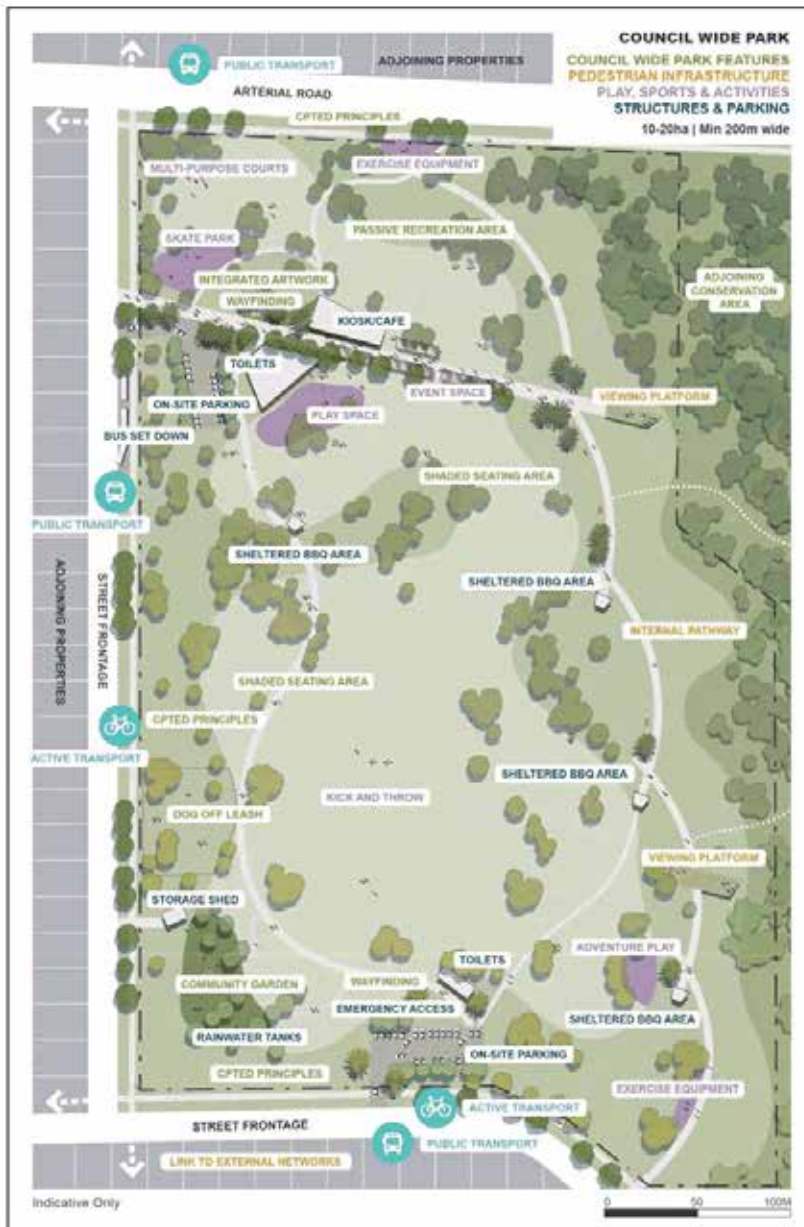 COUNCIL WIDE PARK
COUNCIL WIDE PARK FEATURES
PEDESTRIAN INFRASTRUCTURE
PLAY, SPORTS & ACTIVITIES
STRUCTURES & PARKING
10-20ha | Min 200m wide
PUBLIC TRANSPORT
ADJOINING PROPERTIES
ARTERIAL ROAD
CPTED PRINCIPLES
MULTI-PURPOSE COURTS
EXERCISE EQUIPMENT
PASSIVE RECREATION AREA
SKATE PARK
INTEGRATED ARTWORK
ADJOINING
CONSERVATION
AREA
WAYFINDING
KIOSK/CAFE
TOILETS
ON-SITE PARKING
EVENT SPACE
VIEWING PLATFORM
PLAY SPACE
BUS SET DOWN
SHADED SEATING AREA
PUBLIC TRANSPORT
SHELTERED BBQ AREA
SHELTERED BBQ AREA
ADJOINING PROPERTIES
STREET FRONTAGE
INTERNAL PATHWAY
SHADED SEATING AREA
CPTED PRINCIPLES
ACTIVE TRANSPORT
SHELTERED BBQ AREA
KICK AND THROW
DOG OFF LEASH
VIEWING PLATFORM
STORAGE SHED
ADVENTURE PLAY
TOILETS
COMMUNITY GARDEN
WAYFINDING
EMERGENCY ACCESS
SHELTERED BBQ AREA
RAINWATER TANKS
ON-SITE PARKING
CPTED PRINCIPLES
EXERCISE EQUIPMENT
ACTIVE TRANSPORT
STREET FRONTAGE
PUBLIC TRANSPORT
LINK TO EXTERNAL NETWORKS
Indicative Only
0 50 100M